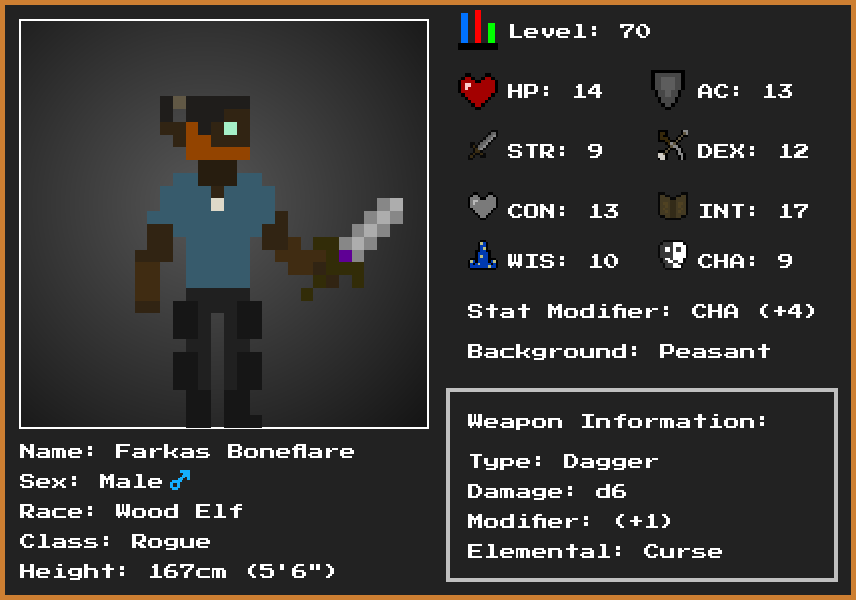 Level: 70
HP: 14 AC: 13
STR: 9 DEX: 12
CON: 13 INT: 17
WIS: 10 CHA: 9
Stat Modifier: CHA (+4)
Background: Peasant
Weapon Information:
Type: Dagger
Damage: d6
Modifier: (+1)
Elemental: Curse
Name: Farkas Boneflare
Sex: Male ♂
Race: Wood Elf
Class: Rogue
Height: 167cm (5'6")